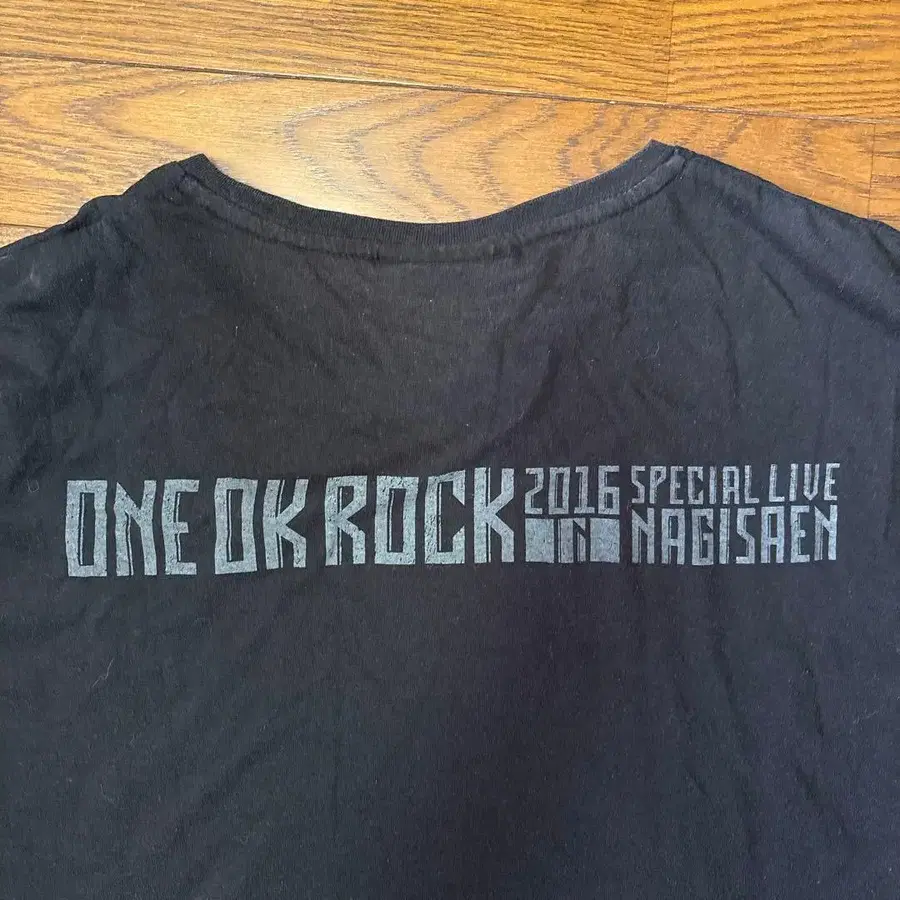 ONE OK ROCK 2016 SPECIAL LIVE
IN NAGISAEN